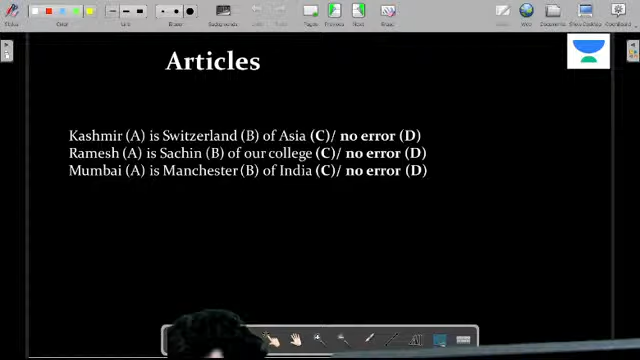 Articles
Kashmir (A) is Switzerland (B) of Asia (C)/ no error (D)
Ramesh (A) is Sachin (B) of our college (C)/ no error (D)
Mumbai (A) is Manchester (B) of India (C)/ no error (D)